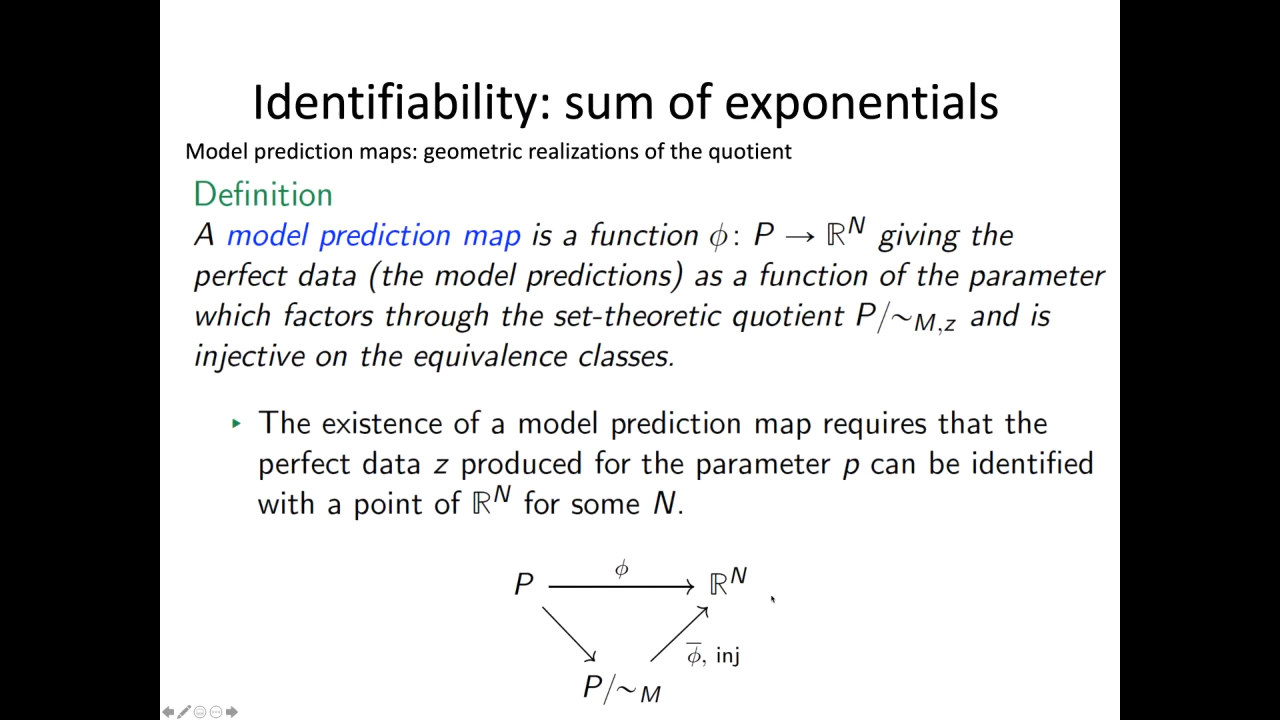 Identifiability: sum of exponentials
Model prediction maps: geometric realizations of the quotient
Definition
A model prediction map is a function ϕ: P → ℝᴺ giving the
perfect data (the model predictions) as a function of the parameter
which factors through the set-theoretic quotient P/∼M,z and is
injective on the equivalence classes.
‣ The existence of a model prediction map requires that the
perfect data z produced for the parameter p can be identified
with a point of ℝᴺ for some N.
ϕ
P ⟶ ℝᴺ
ϕ̅, inj
P/∼M